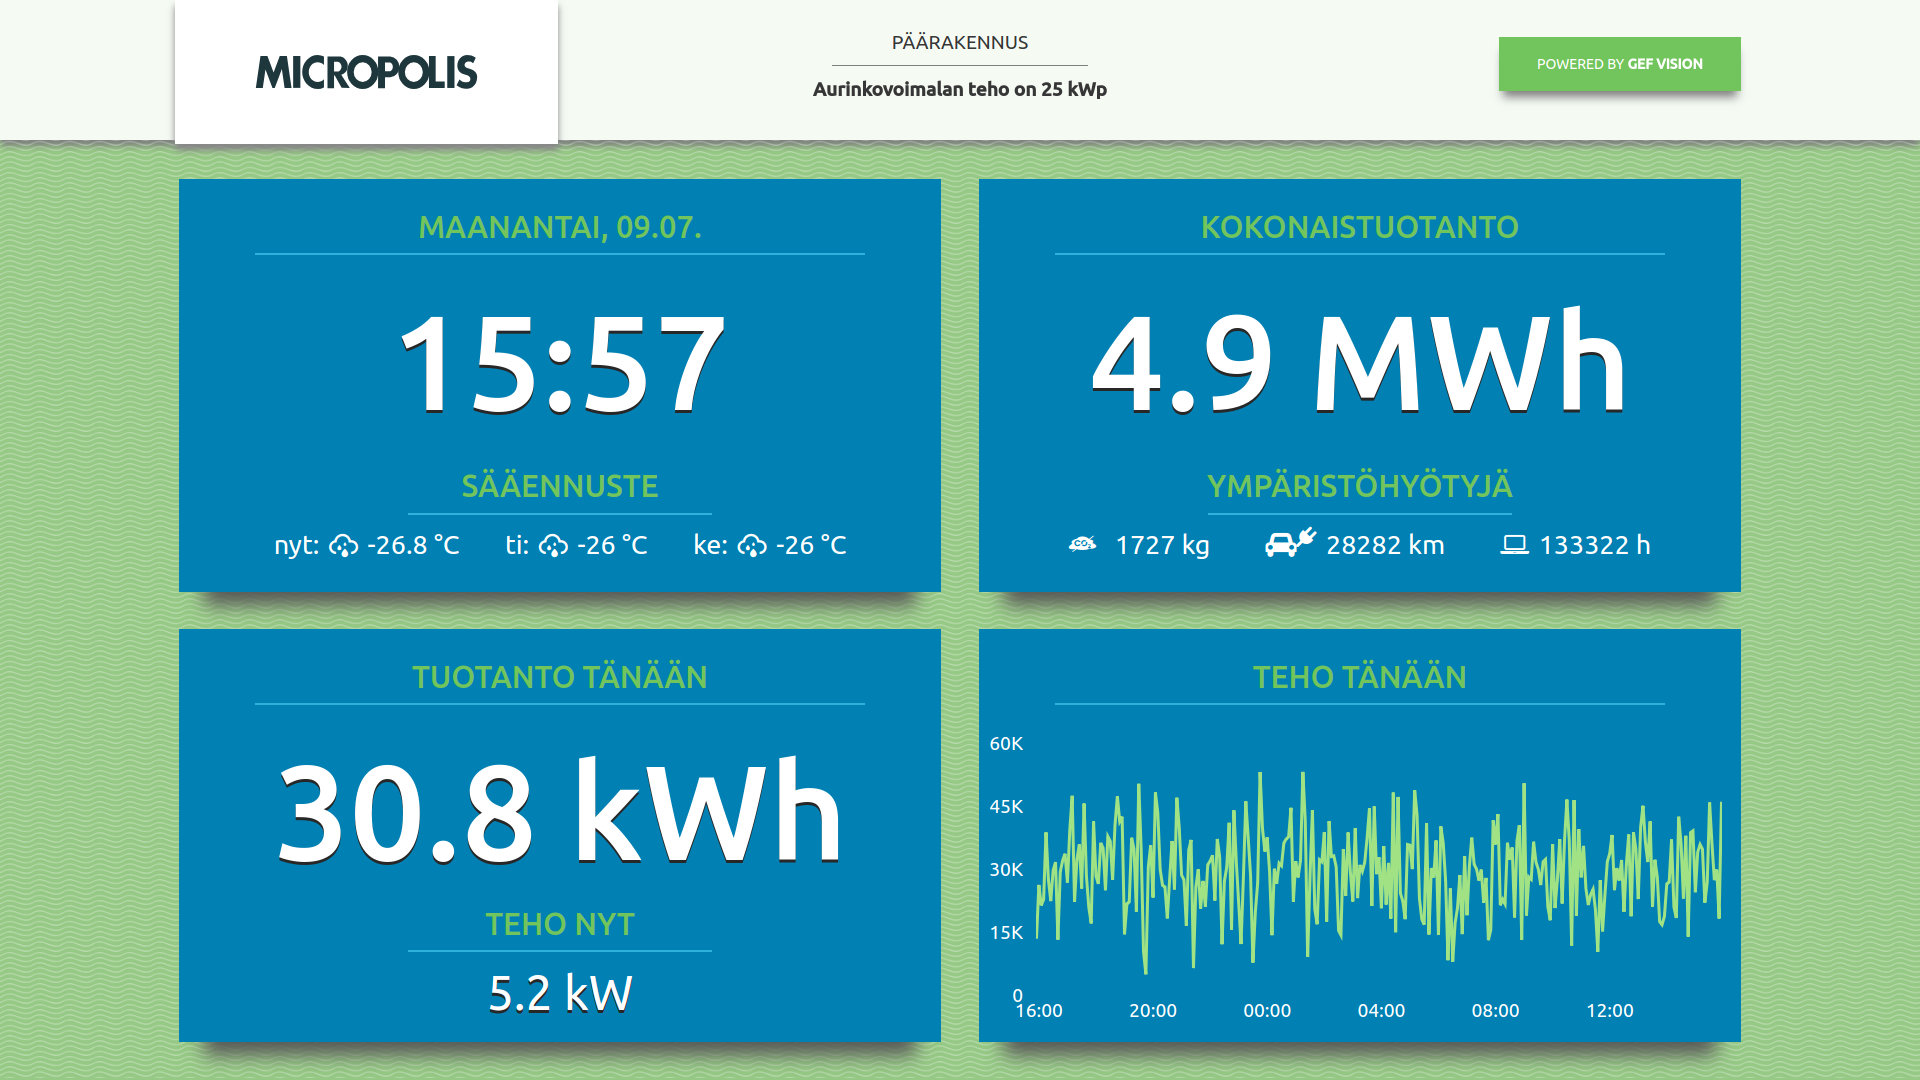 MICROPOLIS
PÄÄRAKENNUS
Aurinkovoimalan teho on 25 kWp
POWERED BY GEF VISION
MAANANTAI, 09.07.
15:57
SÄÄENNUSTE
nyt: -26.8 °C ti: -26 °C ke: -26 °C
KOKONAISTUOTANTO
4.9 MWh
YMPÄRISTÖHYÖTYJÄ
CO₂ 1727 kg 28282 km 133322 h
TUOTANTO TÄNÄÄN
30.8 kWh
TEHO NYT
5.2 kW
TEHO TÄNÄÄN
60K
45K
30K
15K
0
16:00 20:00 00:00 04:00 08:00 12:00